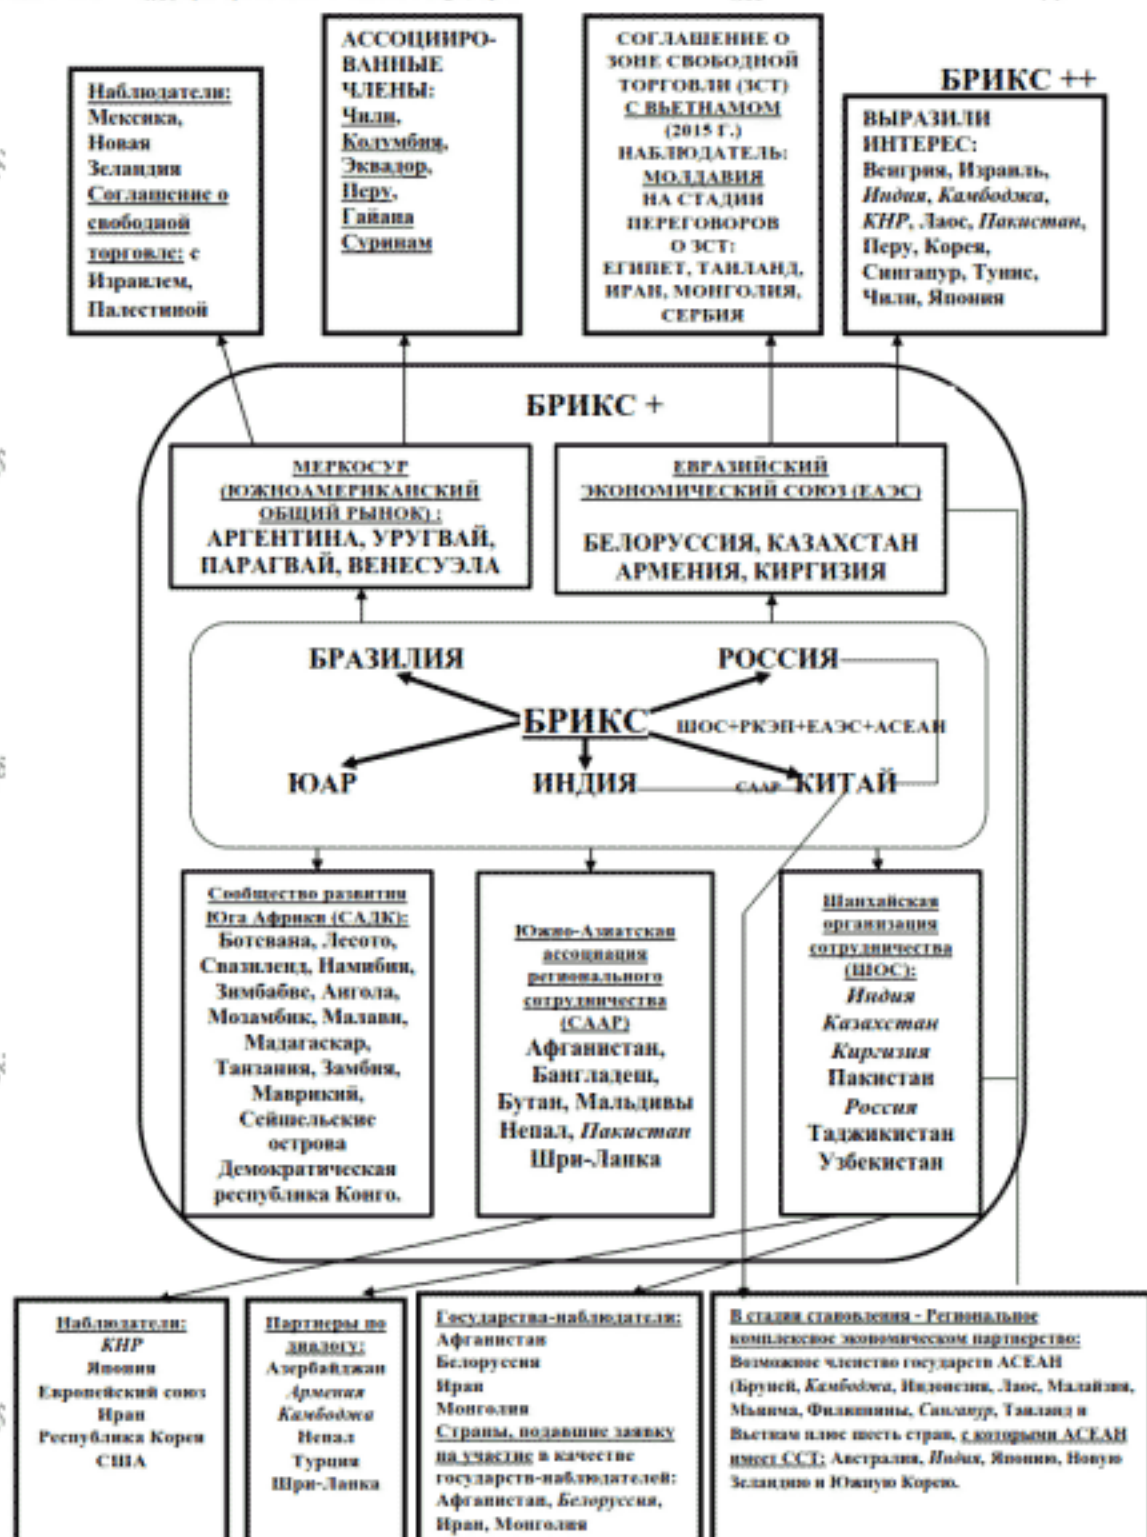 АССОЦИИРО-
ВАННЫЕ
ЧЛЕНЫ:
Чили,
Колумбия,
Эквадор,
Перу,
Гайана
Суринам
СОГЛАШЕНИЕ О
ЗОНЕ СВОБОДНОЙ
ТОРГОВЛИ (ЗСТ)
С ВЬЕТНАМОМ
(2015 Г.)
НАБЛЮДАТЕЛЬ:
МОЛДАВИЯ
НА СТАДИИ
ПЕРЕГОВОРОВ
О ЗСТ:
ЕГИПЕТ, ТАИЛАНД,
ИРАН, МОНГОЛИЯ,
СЕРБИЯ
Наблюдатели:
Мексика,
Новая
Зеландия
Соглашение о
свободной
торговле: с
Израилем,
Палестиной
БРИКС ++
ВЫРАЗИЛИ
ИНТЕРЕС:
Венгрия, Израиль,
Индия, Камбоджа,
КНР, Лаос, Пакистан,
Перу, Корея,
Сингапур, Тунис,
Чили, Япония
БРИКС +
МЕРКОСУР
(ЮЖНОАМЕРИКАНСКИЙ
ОБЩИЙ РЫНОК) :
АРГЕНТИНА, УРУГВАЙ,
ПАРАГВАЙ, ВЕНЕСУЭЛА
ЕВРАЗИЙСКИЙ
ЭКОНОМИЧЕСКИЙ СОЮЗ (ЕАЭС)
БЕЛОРУССИЯ, КАЗАХСТАН
АРМЕНИЯ, КИРГИЗИЯ
БРАЗИЛИЯ
РОССИЯ
БРИКС
ШОС+РКЭП+ЕАЭС+АСЕАН
ЮАР
ИНДИЯ
СААР
КИТАЙ
Сообщество развития
Юга Африки (САДК):
Ботсвана, Лесото,
Свазиленд, Намибия,
Зимбабве, Ангола,
Мозамбик, Малави,
Мадагаскар,
Танзания, Замбия,
Маврикий,
Сейшельские
острова
Демократическая
республика Конго.
Южно-Азиатская
ассоциация
регионального
сотрудничества
(СААР)
Афганистан,
Бангладеш,
Бутан, Мальдивы
Непал, Пакистан
Шри-Ланка
Шанхайская
организация
сотрудничества
(ШОС):
Индия
Казахстан
Киргизия
Пакистан
Россия
Таджикистан
Узбекистан
Наблюдатели:
КНР
Япония
Европейский союз
Иран
Республика Корея
США
Партнеры по
диалогу:
Азербайджан
Армения
Камбоджа
Непал
Турция
Шри-Ланка
Государства-наблюдатели:
Афганистан
Белоруссия
Иран
Монголия
Страны, подавшие заявку
на участие в качестве
государств-наблюдателей:
Афганистан, Белоруссия,
Иран, Монголия
В стадии становления - Региональное
комплексное экономическом партнерство:
Возможное членство государств АСЕАН
(Бруней, Камбоджа, Индонезия, Лаос, Малайзия,
Мьянма, Филиппины, Сингапур, Таиланд и
Вьетнам плюс шесть стран, с которыми АСЕАН
имеет ССТ: Австралия, Индия, Японию, Новую
Зеландию и Южную Корею.